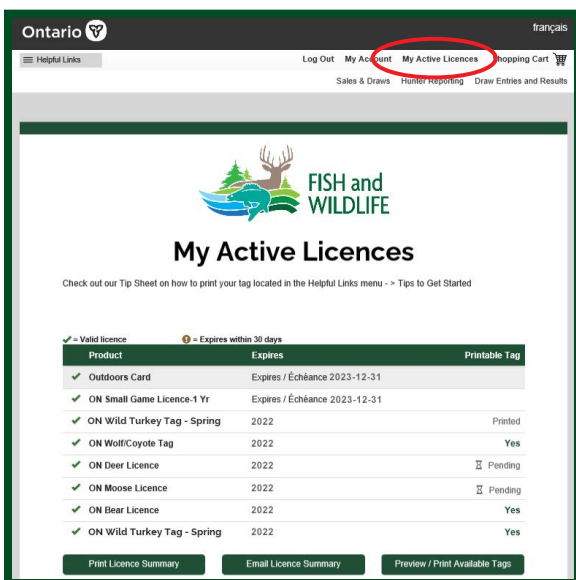 Ontario
français
Helpful Links
Log Out My Account My Active Licences Shopping Cart
Sales & Draws Hunter Reporting Draw Entries and Results
FISH and
WILDLIFE
My Active Licences
Check out our Tip Sheet on how to print your tag located in the Helpful Links menu - > Tips to Get Started
✔ = Valid licence ! = Expires within 30 days
Product Expires Printable Tag
✔ Outdoors Card Expires / Échéance 2023-12-31
✔ ON Small Game Licence-1 Yr Expires / Échéance 2023-12-31
✔ ON Wild Turkey Tag - Spring 2022 Printed
✔ ON Wolf/Coyote Tag 2022 Yes
✔ ON Deer Licence 2022 Pending
✔ ON Moose Licence 2022 Pending
✔ ON Bear Licence 2022 Yes
✔ ON Wild Turkey Tag - Spring 2022 Yes
Print Licence Summary Email Licence Summary Preview / Print Available Tags